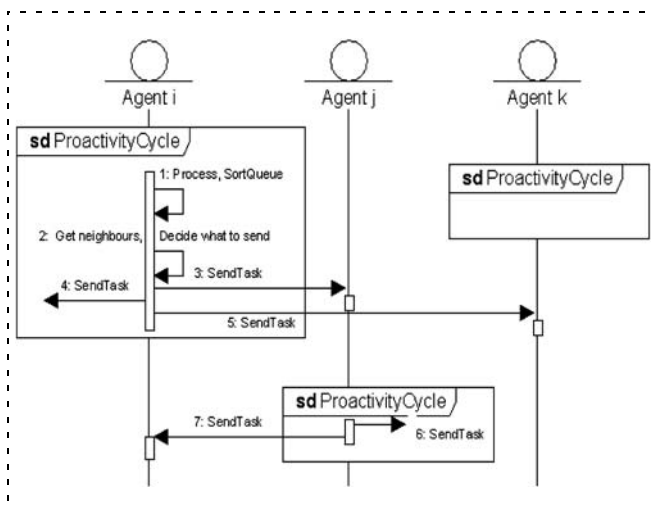 Agent i
Agent j
Agent k
sd ProactivityCycle
1: Process, SortQueue
sd ProactivityCycle
2: Get neighbours, Decide what to send
3: SendTask
4: SendTask
5: SendTask
sd ProactivityCycle
7: SendTask
6: SendTask